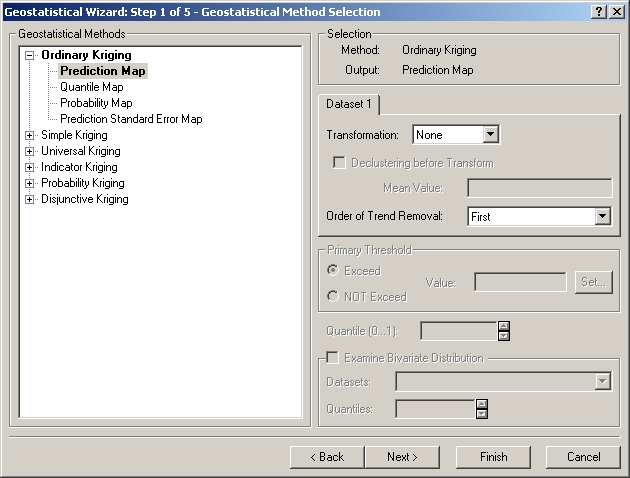 Geostatistical Wizard: Step 1 of 5 - Geostatistical Method Selection
Geostatistical Methods
Ordinary Kriging
Prediction Map
Quantile Map
Probability Map
Prediction Standard Error Map
Simple Kriging
Universal Kriging
Indicator Kriging
Probability Kriging
Disjunctive Kriging
Selection
Method: Ordinary Kriging
Output: Prediction Map
Dataset 1
Transformation: None
Declustering before Transform
Mean Value:
Order of Trend Removal: First
Primary Threshold
Exceed
Value: Set...
NOT Exceed
Quantile (0...1):
Examine Bivariate Distribution
Datasets:
Quantiles:
< Back Next > Finish Cancel